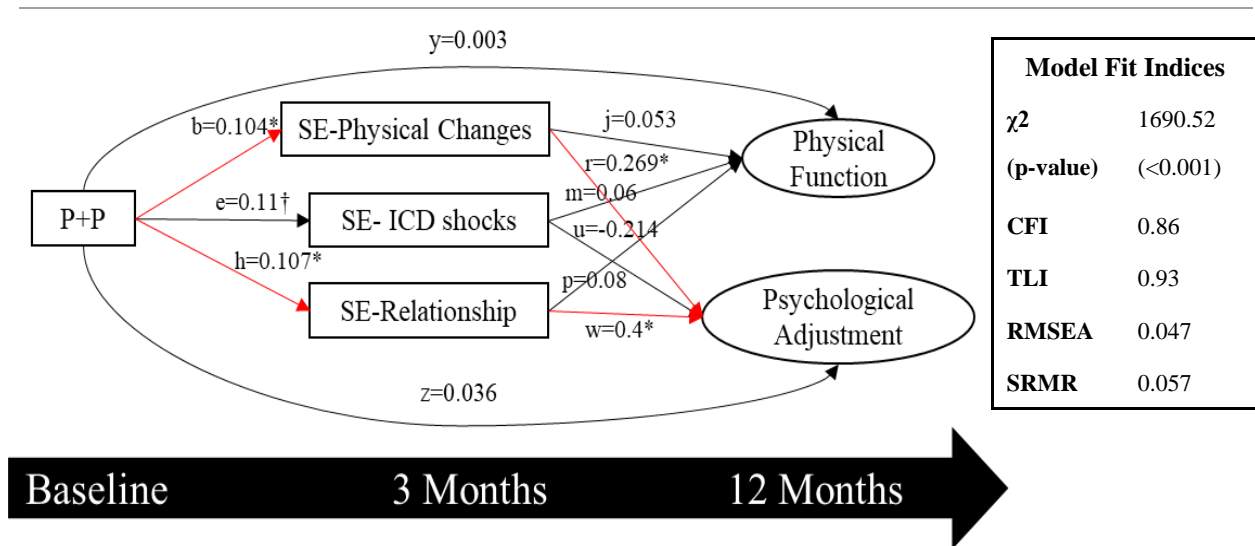 y=0.003
b=0.104*
SE-Physical Changes
j=0.053
Physical
Function
r=0.269*
P+P
e=0.11†
SE- ICD shocks
m=0.06
u=-0.214
h=0.107*
SE-Relationship
p=0.08
w=0.4*
Psychological
Adjustment
z=0.036
Model Fit Indices
χ2 1690.52
(p-value) (<0.001)
CFI 0.86
TLI 0.93
RMSEA 0.047
SRMR 0.057
Baseline 3 Months 12 Months